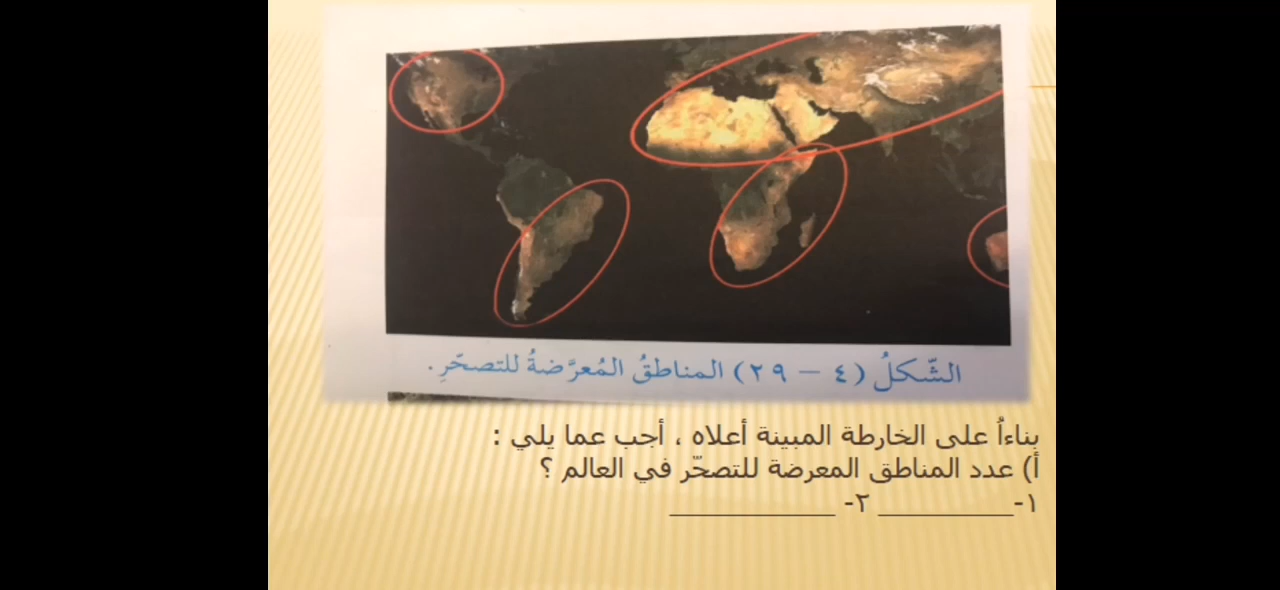 الشّكلُ (٤ – ٢٩) المناطقُ المُعرَّضةُ للتصحّرِ.
بناءاً على الخارطة المبينة أعلاه ، أجب عما يلي :
أ) عدد المناطق المعرضة للتصحّر في العالم ؟
١-__________ ٢- ____________